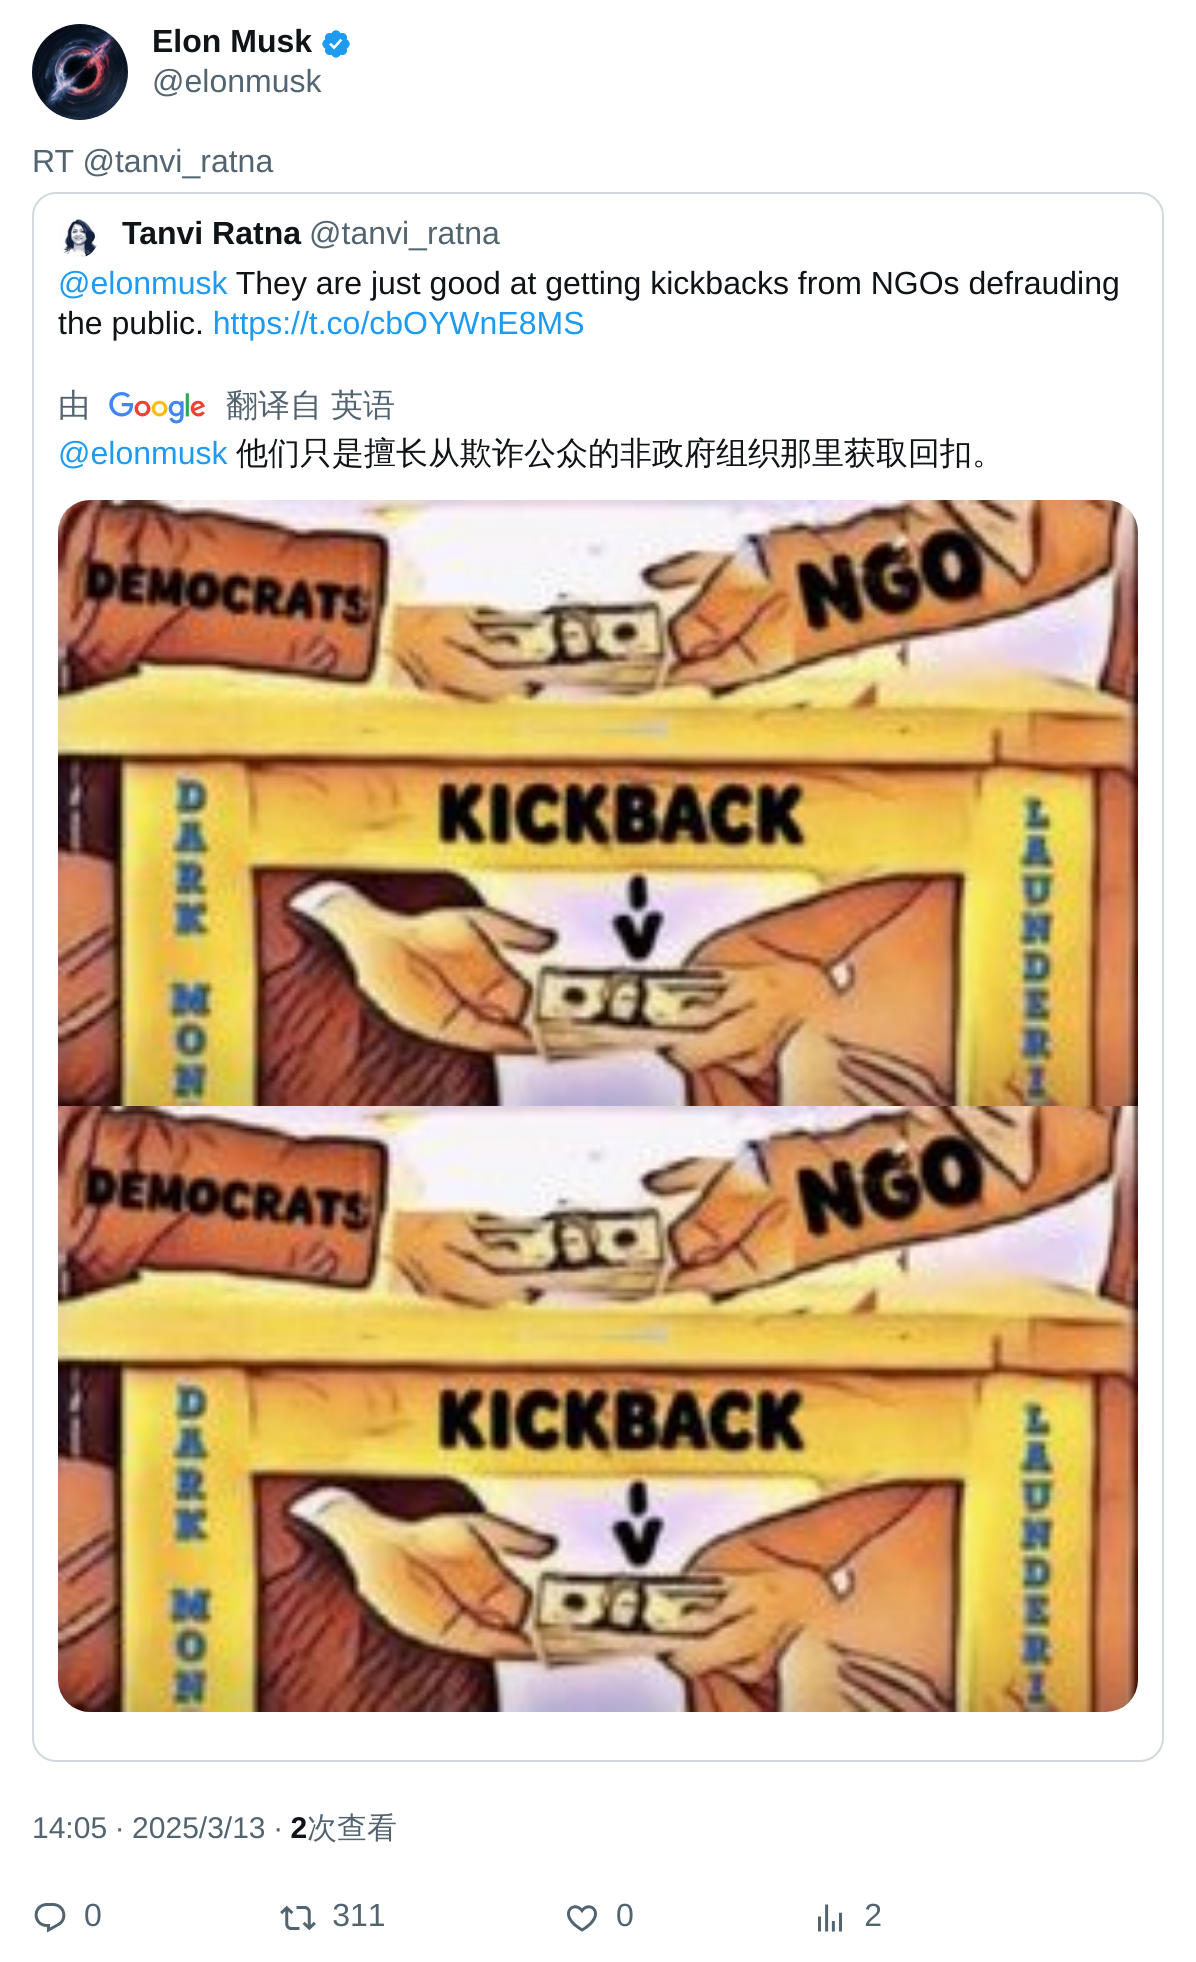 Elon Musk
@elonmusk
RT @tanvi_ratna
Tanvi Ratna @tanvi_ratna
@elonmusk They are just good at getting kickbacks from NGOs defrauding
the public. https://t.co/cbOYWnE8MS
由 Google 翻译自 英语
@elonmusk 他们只是擅长从欺诈公众的非政府组织那里获取回扣。
DEMOCRATS
NGO
KICKBACK
DARK MON
LAUNDERI
DEMOCRATS
NGO
KICKBACK
DARK MON
LAUNDERI
14:05 · 2025/3/13 · 2次查看
0 311 0 2